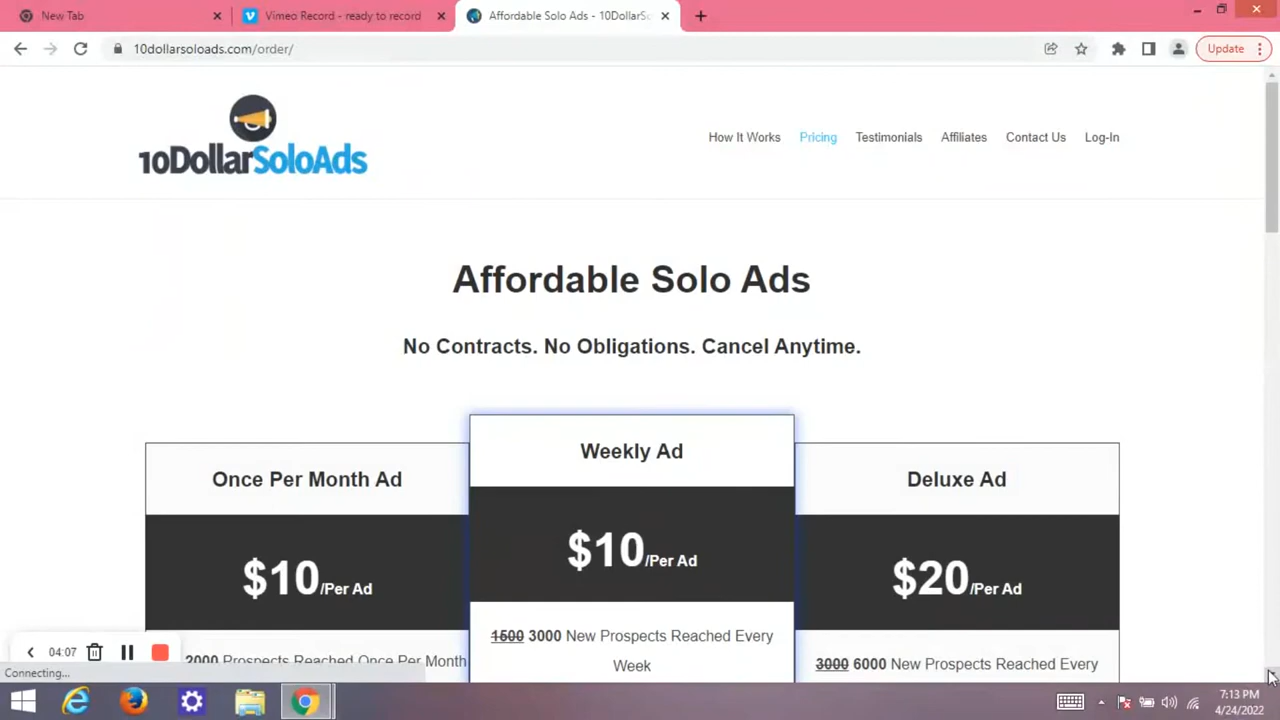 New Tab
Vimeo Record - ready to record
Affordable Solo Ads - 10DollarSo
10dollarsoloads.com/order/
Update
10DollarSoloAds
How It Works
Pricing
Testimonials
Affiliates
Contact Us
Log-In
Affordable Solo Ads
No Contracts. No Obligations. Cancel Anytime.
Once Per Month Ad
Weekly Ad
Deluxe Ad
$10/Per Ad
$10/Per Ad
$20/Per Ad
2000 Prospects Reached Once Per Month
1500 3000 New Prospects Reached Every
Week
3000 6000 New Prospects Reached Every
04:07
Connecting...
7:13 PM
4/24/2022